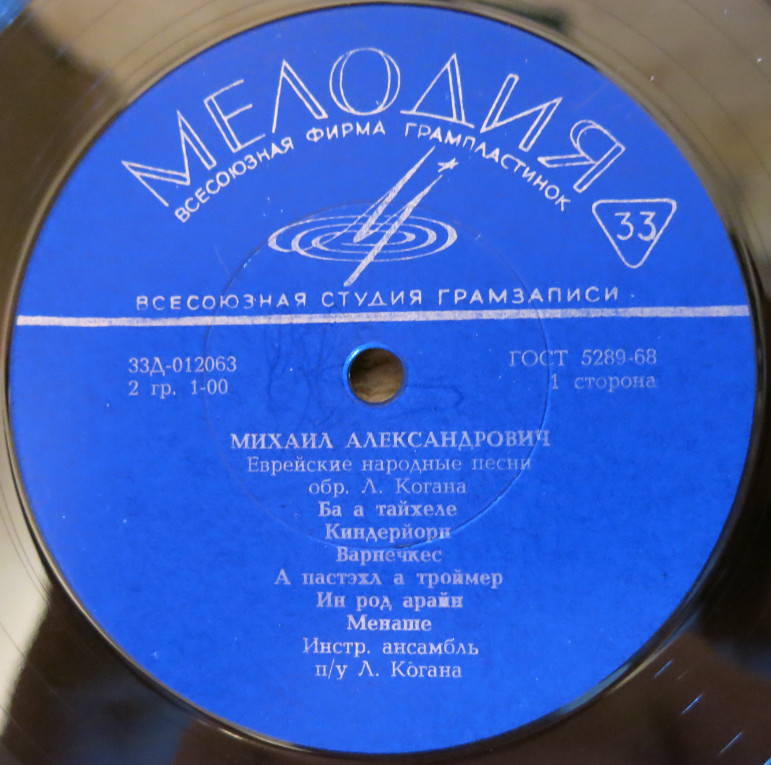 МЕЛОДИЯ
ВСЕСОЮЗНАЯ ФИРМА ГРАМПЛАСТИНОК
33
ВСЕСОЮЗНАЯ СТУДИЯ ГРАМЗАПИСИ
33Д-012063
2 гр. 1-00
ГОСТ 5289-68
1 сторона
МИХАИЛ АЛЕКСАНДРОВИЧ
Еврейские народные песни
обр. Л. Когана
Ба а тайхеле
Киндерйорн
Варнечкес
А пастэхл а троймер
Ин род арайн
Менаше
Инстр. ансамбль
п/у Л. Когана